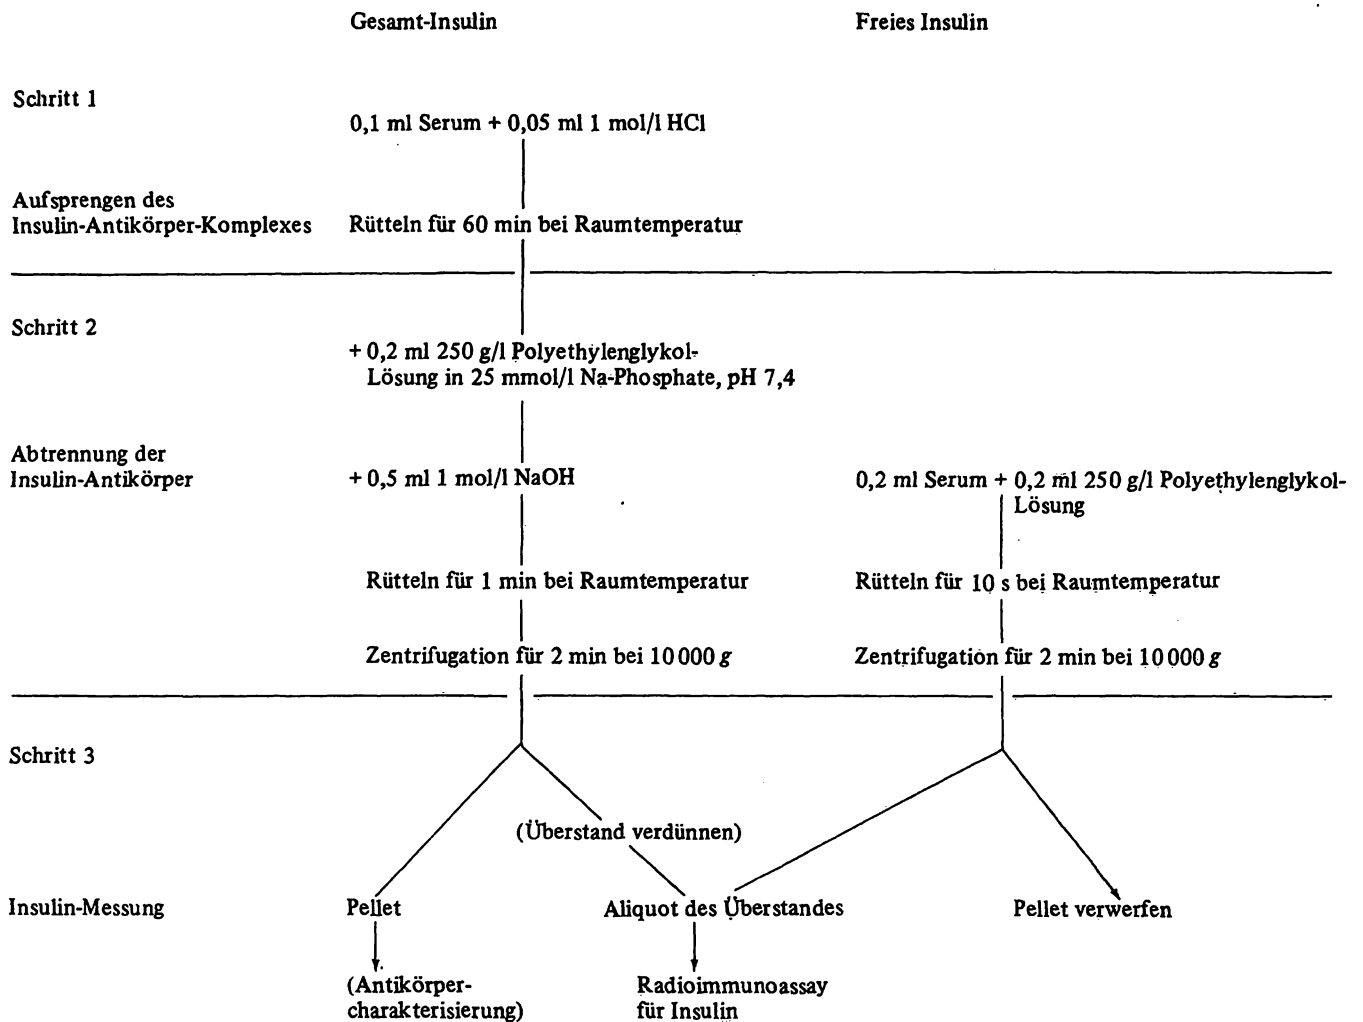 Gesamt-Insulin
Freies Insulin
Schritt 1
0,1 ml Serum + 0,05 ml 1 mol/l HCl
Aufsprengen des
Insulin-Antikörper-Komplexes
Rütteln für 60 min bei Raumtemperatur
Schritt 2
+ 0,2 ml 250 g/l Polyethylenglykol-
Lösung in 25 mmol/l Na-Phosphate, pH 7,4
Abtrennung der
Insulin-Antikörper
+ 0,5 ml 1 mol/l NaOH
0,2 ml Serum + 0,2 ml 250 g/l Polyethylenglykol-
Lösung
Rütteln für 1 min bei Raumtemperatur
Rütteln für 10 s bei Raumtemperatur
Zentrifugation für 2 min bei 10 000 g
Zentrifugation für 2 min bei 10 000 g
Schritt 3
(Überstand verdünnen)
Insulin-Messung
Pellet
Aliquot des Überstandes
Pellet verwerfen
(Antikörper-
charakterisierung)
Radioimmunoassay
für Insulin